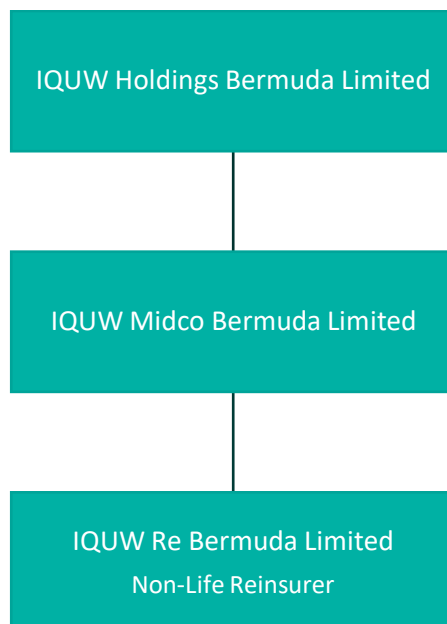 IQUW Holdings Bermuda Limited
IQUW Midco Bermuda Limited
IQUW Re Bermuda Limited
Non-Life Reinsurer